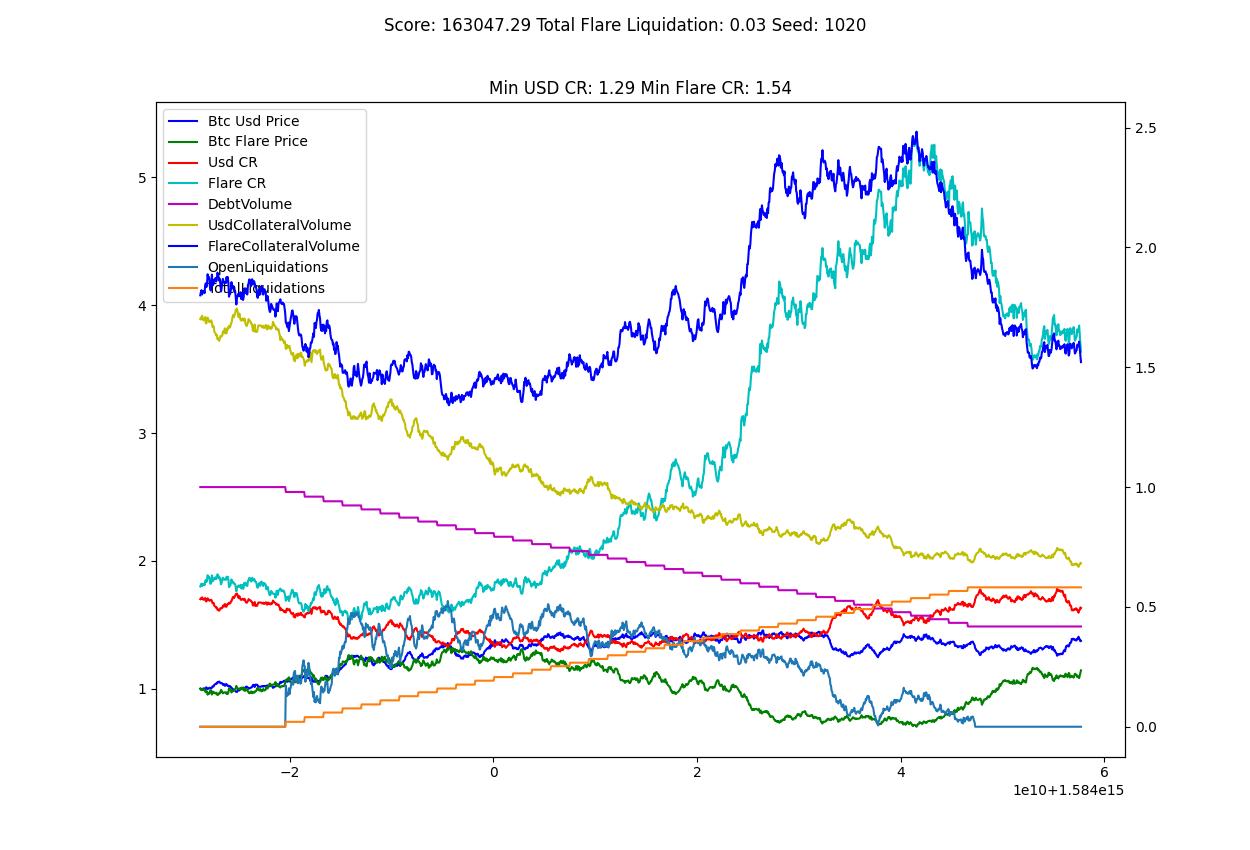 Score: 163047.29 Total Flare Liquidation: 0.03 Seed: 1020
Min USD CR: 1.29 Min Flare CR: 1.54
Btc Usd Price
Btc Flare Price
Usd CR
Flare CR
DebtVolume
UsdCollateralVolume
FlareCollateralVolume
OpenLiquidations
TotalLiquidations
5
4
3
2
1
2.5
2.0
1.5
1.0
0.5
0.0
−2
0
2
4
6
1e10+1.584e15